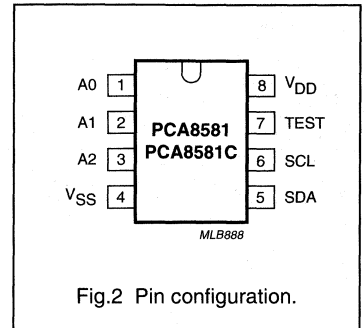 A0 1 8 VDD
A1 2 PCA8581 7 TEST
A2 3 PCA8581C 6 SCL
VSS 4 5 SDA
MLB888
Fig.2 Pin configuration.